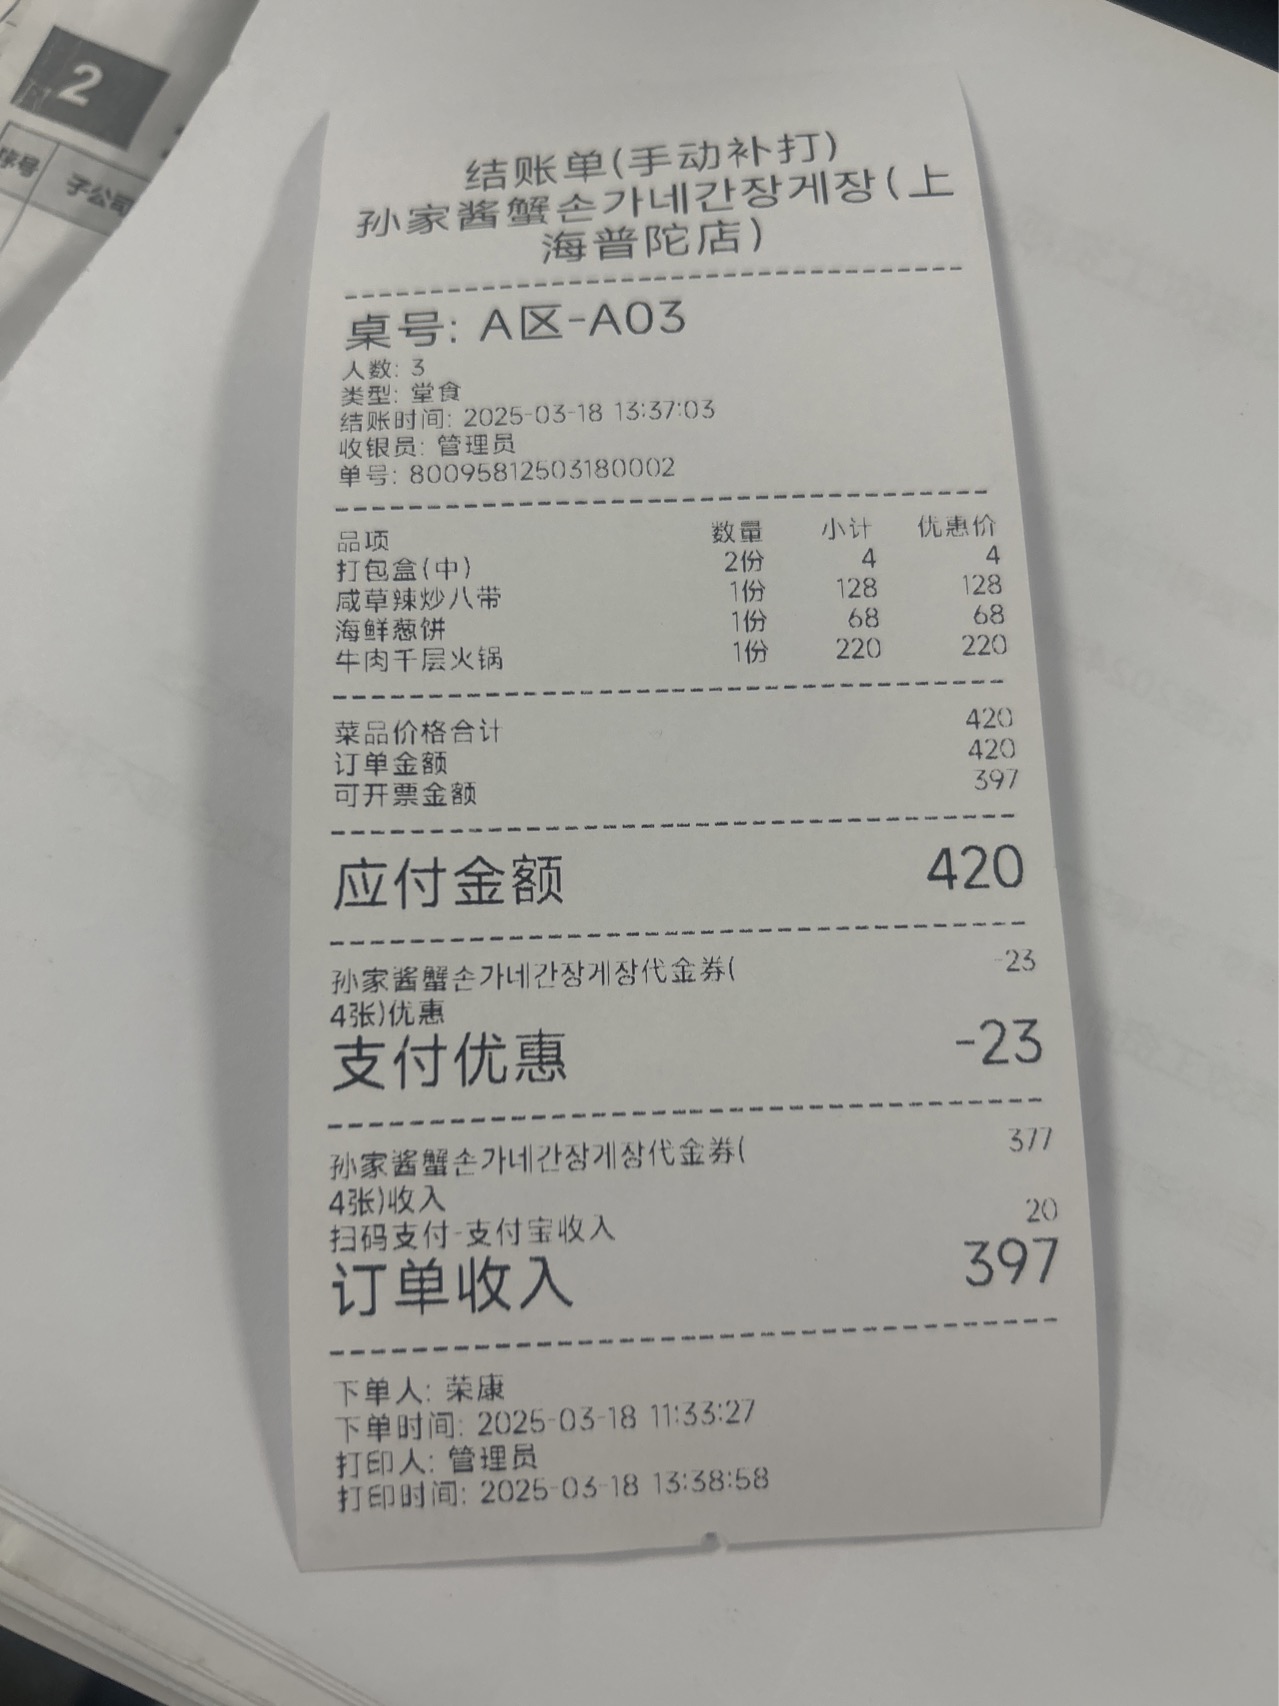 2
序号
子公司
结账单(手动补打)
孙家酱蟹손가네간장게장(上
海普陀店)
桌号: A区-A03
人数: 3
类型: 堂食
结账时间: 2025-03-18 13:37:03
收银员: 管理员
单号: 80095812503180002
品项 数量 小计 优惠价
打包盒(中) 2份 4 4
咸草辣炒八带 1份 128 128
海鲜葱饼 1份 68 68
牛肉千层火锅 1份 220 220
菜品价格合计 420
订单金额 420
可开票金额 397
应付金额 420
孙家酱蟹손가네간장게장代金券( -23
4张)优惠
支付优惠 -23
孙家酱蟹손가네간장게장代金券( 377
4张)收入
扫码支付-支付宝收入 20
订单收入 397
下单人: 荣康
下单时间: 2025-03-18 11:33:27
打印人: 管理员
打印时间: 2025-03-18 13:38:58